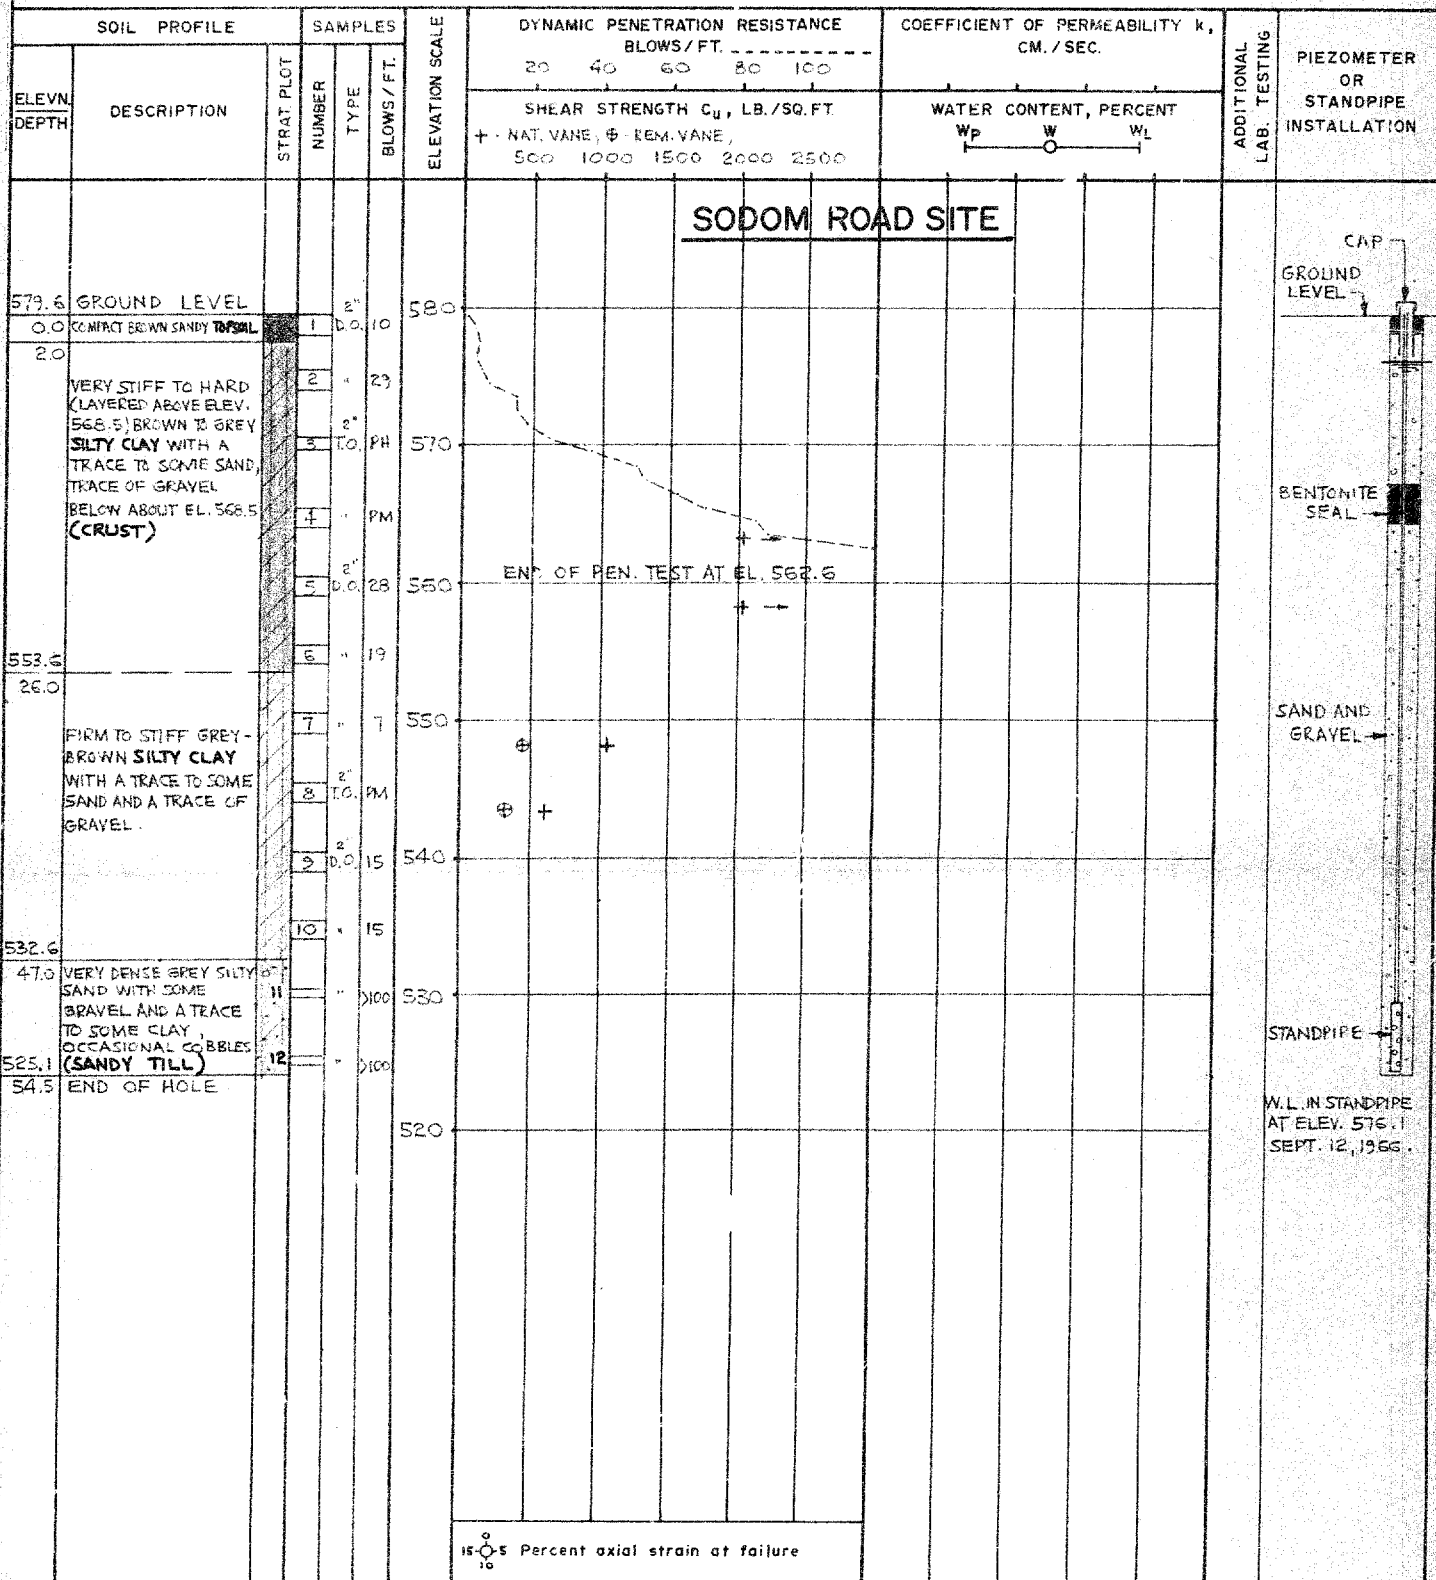 SOIL PROFILE
SAMPLES
ELEVATION SCALE
DYNAMIC PENETRATION RESISTANCE
BLOWS/FT.
20 40 60 80 100
COEFFICIENT OF PERMEABILITY k,
CM./SEC.
ADDITIONAL
LAB. TESTING
PIEZOMETER
OR
STANDPIPE
INSTALLATION
ELEVN.
DEPTH
DESCRIPTION
STRAT. PLOT
NUMBER
TYPE
BLOWS/FT.
SHEAR STRENGTH Cu, LB./SQ.FT.
+ - NAT. VANE, ⊕ - REM. VANE,
500 1000 1500 2000 2500
WATER CONTENT, PERCENT
Wp W WL
SODOM ROAD SITE
CAP
GROUND
LEVEL
579.6 GROUND LEVEL
0.0 COMPACT BROWN SANDY TOPSOIL
1 2" D.O. 10
580
2.0
VERY STIFF TO HARD
(LAYERED ABOVE ELEV.
568.5) BROWN TO GREY
SILTY CLAY WITH A
TRACE TO SOME SAND,
TRACE OF GRAVEL
BELOW ABOUT EL. 568.5
(CRUST)
2 " 29
3 2" T.O. PH
570
4 " PM
BENTONITE
SEAL
END OF PEN. TEST AT EL. 562.6
5 2" D.O. 28
560
553.6
6 " 19
26.0
7 " 7
550
FIRM TO STIFF GREY-
BROWN SILTY CLAY
WITH A TRACE TO SOME
SAND AND A TRACE OF
GRAVEL.
SAND AND
GRAVEL
8 2" T.O. PM
9 2" D.O. 15
540
10 " 15
532.6
47.0 VERY DENSE GREY SILTY
SAND WITH SOME
GRAVEL AND A TRACE
TO SOME CLAY,
OCCASIONAL COBBLES
(SANDY TILL)
11 " >100
530
12 " >100
STANDPIPE
525.1
54.5 END OF HOLE
520
W.L. IN STANDPIPE
AT ELEV. 576.1
SEPT. 12, 1966.
0
15 5 Percent axial strain at failure
10